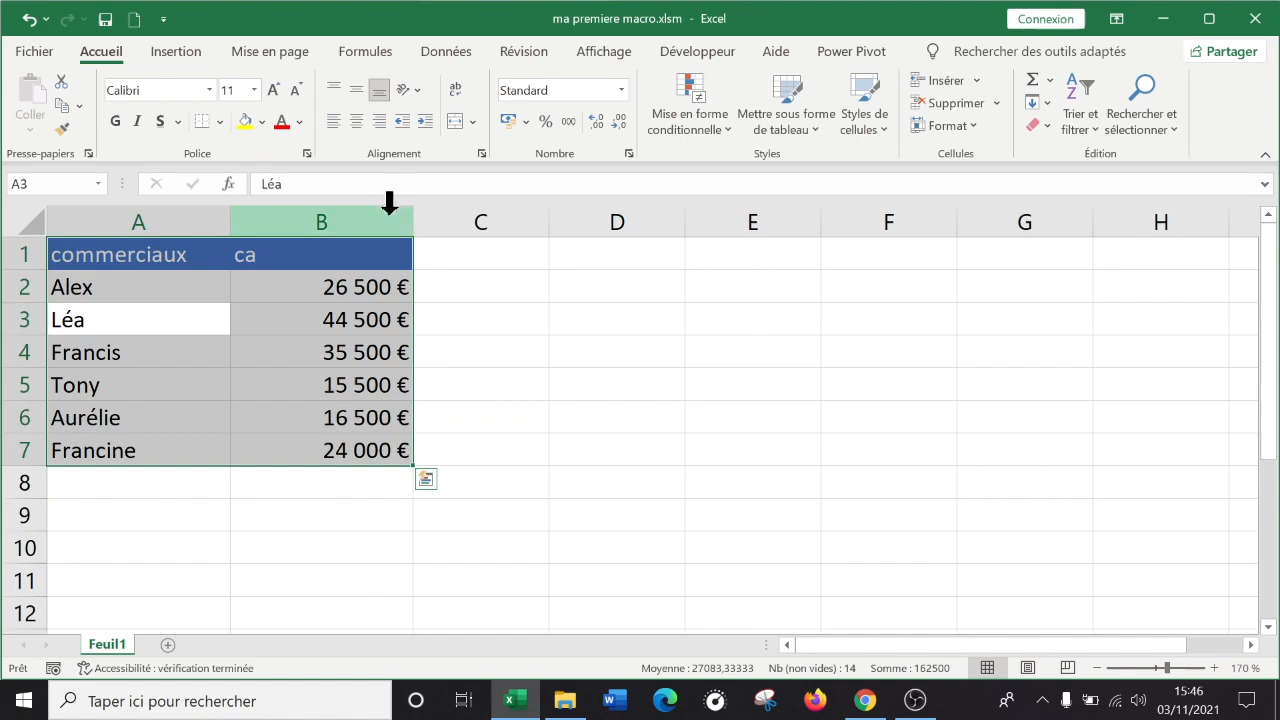 ma premiere macro.xlsm - Excel
Connexion
Fichier Accueil Insertion Mise en page Formules Données Révision Affichage Développeur Aide Power Pivot Rechercher des outils adaptés Partager
Coller
Calibri 11
G I S A
Standard
% 000
Mise en forme conditionnelle
Mettre sous forme de tableau
Styles de cellules
Insérer
Supprimer
Format
Trier et filtrer
Rechercher et sélectionner
Presse-papiers Police Alignement Nombre Styles Cellules Édition
A3 fx Léa
A B C D E F G H
1 commerciaux ca
2 Alex 26 500 €
3 Léa 44 500 €
4 Francis 35 500 €
5 Tony 15 500 €
6 Aurélie 16 500 €
7 Francine 24 000 €
8
9
10
11
12
Feuil1
Prêt Accessibilité : vérification terminée Moyenne : 27083,33333 Nb (non vides) : 14 Somme : 162500 170 %
Taper ici pour rechercher
15:46
03/11/2021